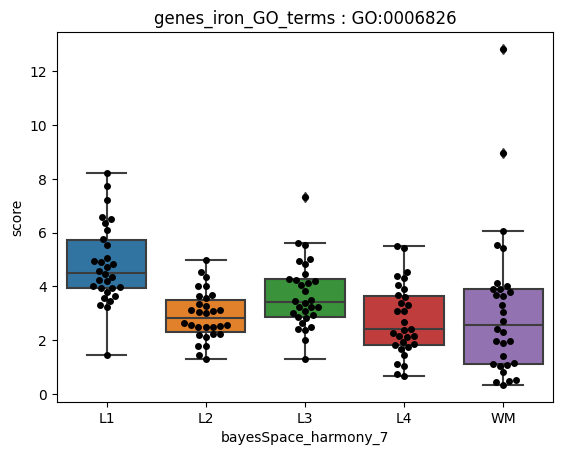 genes_iron_GO_terms : GO:0006826
score
12
10
8
6
4
2
0
L1 L2 L3 L4 WM
bayesSpace_harmony_7